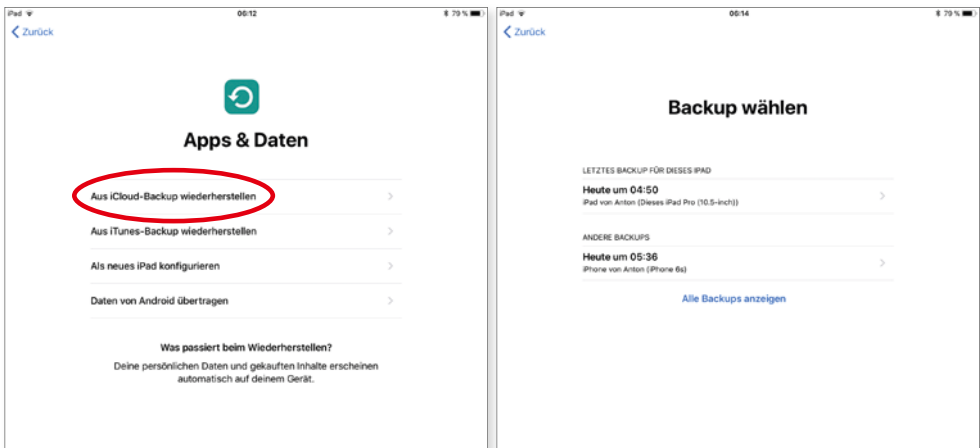 iPad 06:12 79 %
Zurück
Apps & Daten
Aus iCloud-Backup wiederherstellen
Aus iTunes-Backup wiederherstellen
Als neues iPad konfigurieren
Daten von Android übertragen
Was passiert beim Wiederherstellen?
Deine persönlichen Daten und gekauften Inhalte erscheinen
automatisch auf deinem Gerät.
iPad 06:14 79 %
Zurück
Backup wählen
LETZTES BACKUP FÜR DIESES IPAD
Heute um 04:50
iPad von Anton (Dieses iPad Pro (10.5-inch))
ANDERE BACKUPS
Heute um 05:36
iPhone von Anton (iPhone 6s)
Alle Backups anzeigen